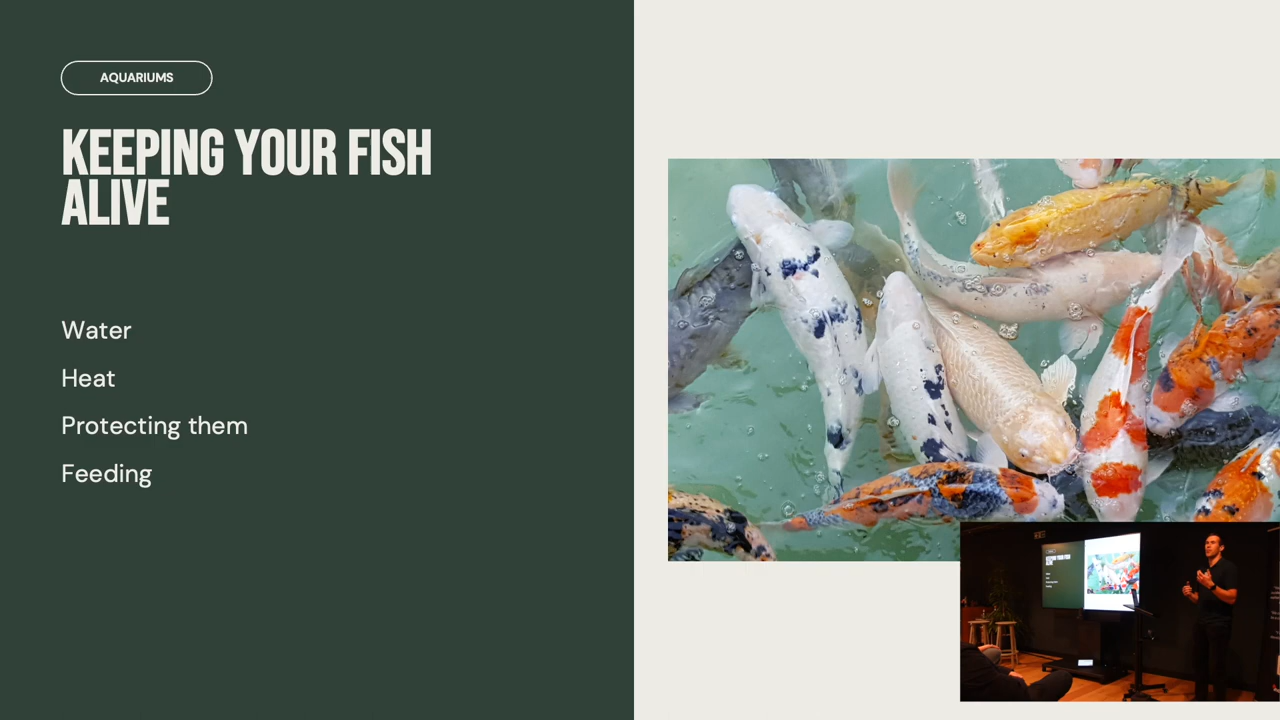 AQUARIUMS
KEEPING YOUR FISH
ALIVE
Water
Heat
Protecting them
Feeding